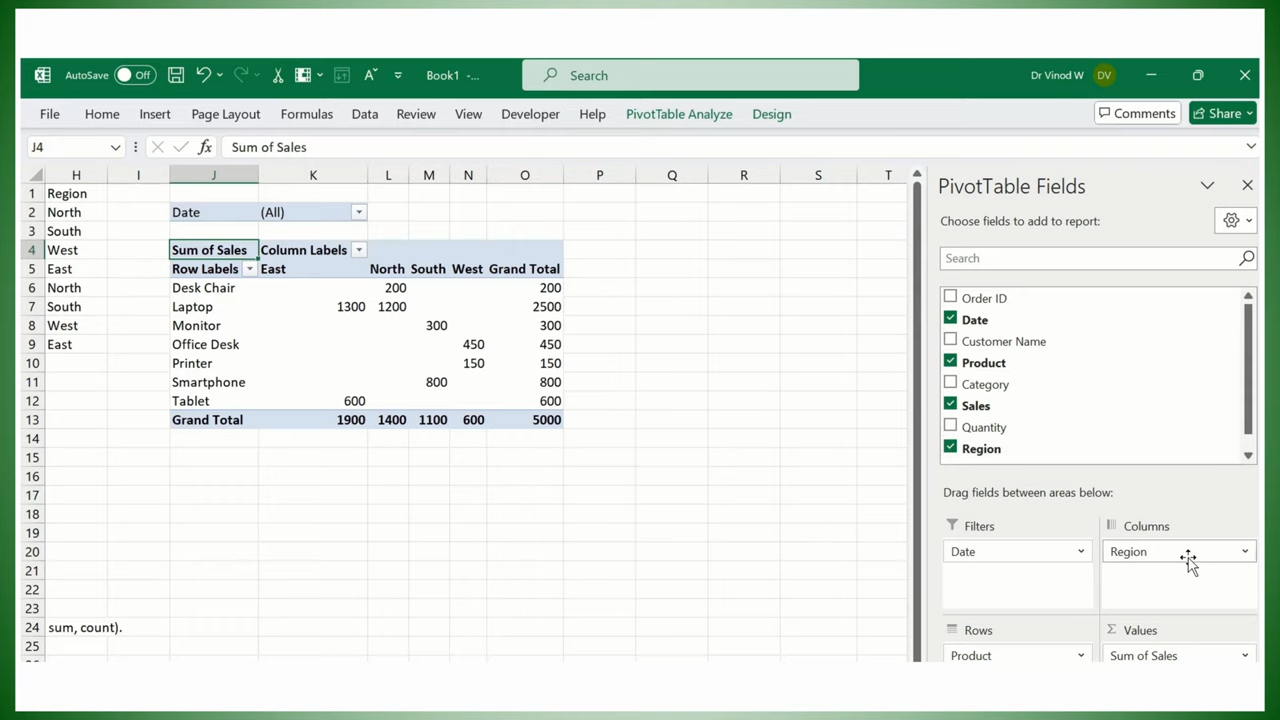 AutoSave Off Book1 -... Search Dr Vinod W DV
File Home Insert Page Layout Formulas Data Review View Developer Help PivotTable Analyze Design Comments Share
J4 fx Sum of Sales
H I J K L M N O P Q R S T
1 Region
2 North Date (All)
3 South
4 West Sum of Sales Column Labels
5 East Row Labels East North South West Grand Total
6 North Desk Chair 200 200
7 South Laptop 1300 1200 2500
8 West Monitor 300 300
9 East Office Desk 450 450
10 Printer 150 150
11 Smartphone 800 800
12 Tablet 600 600
13 Grand Total 1900 1400 1100 600 5000
14
15
16
17
18
19
20
21
22
23
24 sum, count).
25
PivotTable Fields
Choose fields to add to report:
Search
Order ID
Date
Customer Name
Product
Category
Sales
Quantity
Region
Drag fields between areas below:
Filters Columns
Date Region
Rows Σ Values
Product Sum of Sales